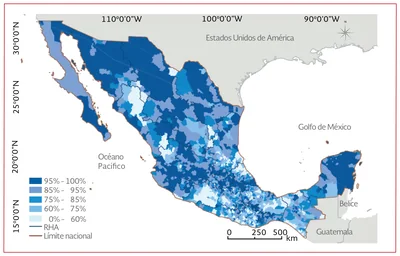 110°0'0"W 100°0'0"W 90°0'0"W
30°0'0"N
25°0'0"N
20°0'0"N
15°0'0"N
Estados Unidos de América
Golfo de México
Océano
Pacifico
Belice
Guatemala
95% - 100%
85% - 95%
75% - 85%
60% - 75%
0% - 60%
RHA
Límite nacional
0 250 500
km